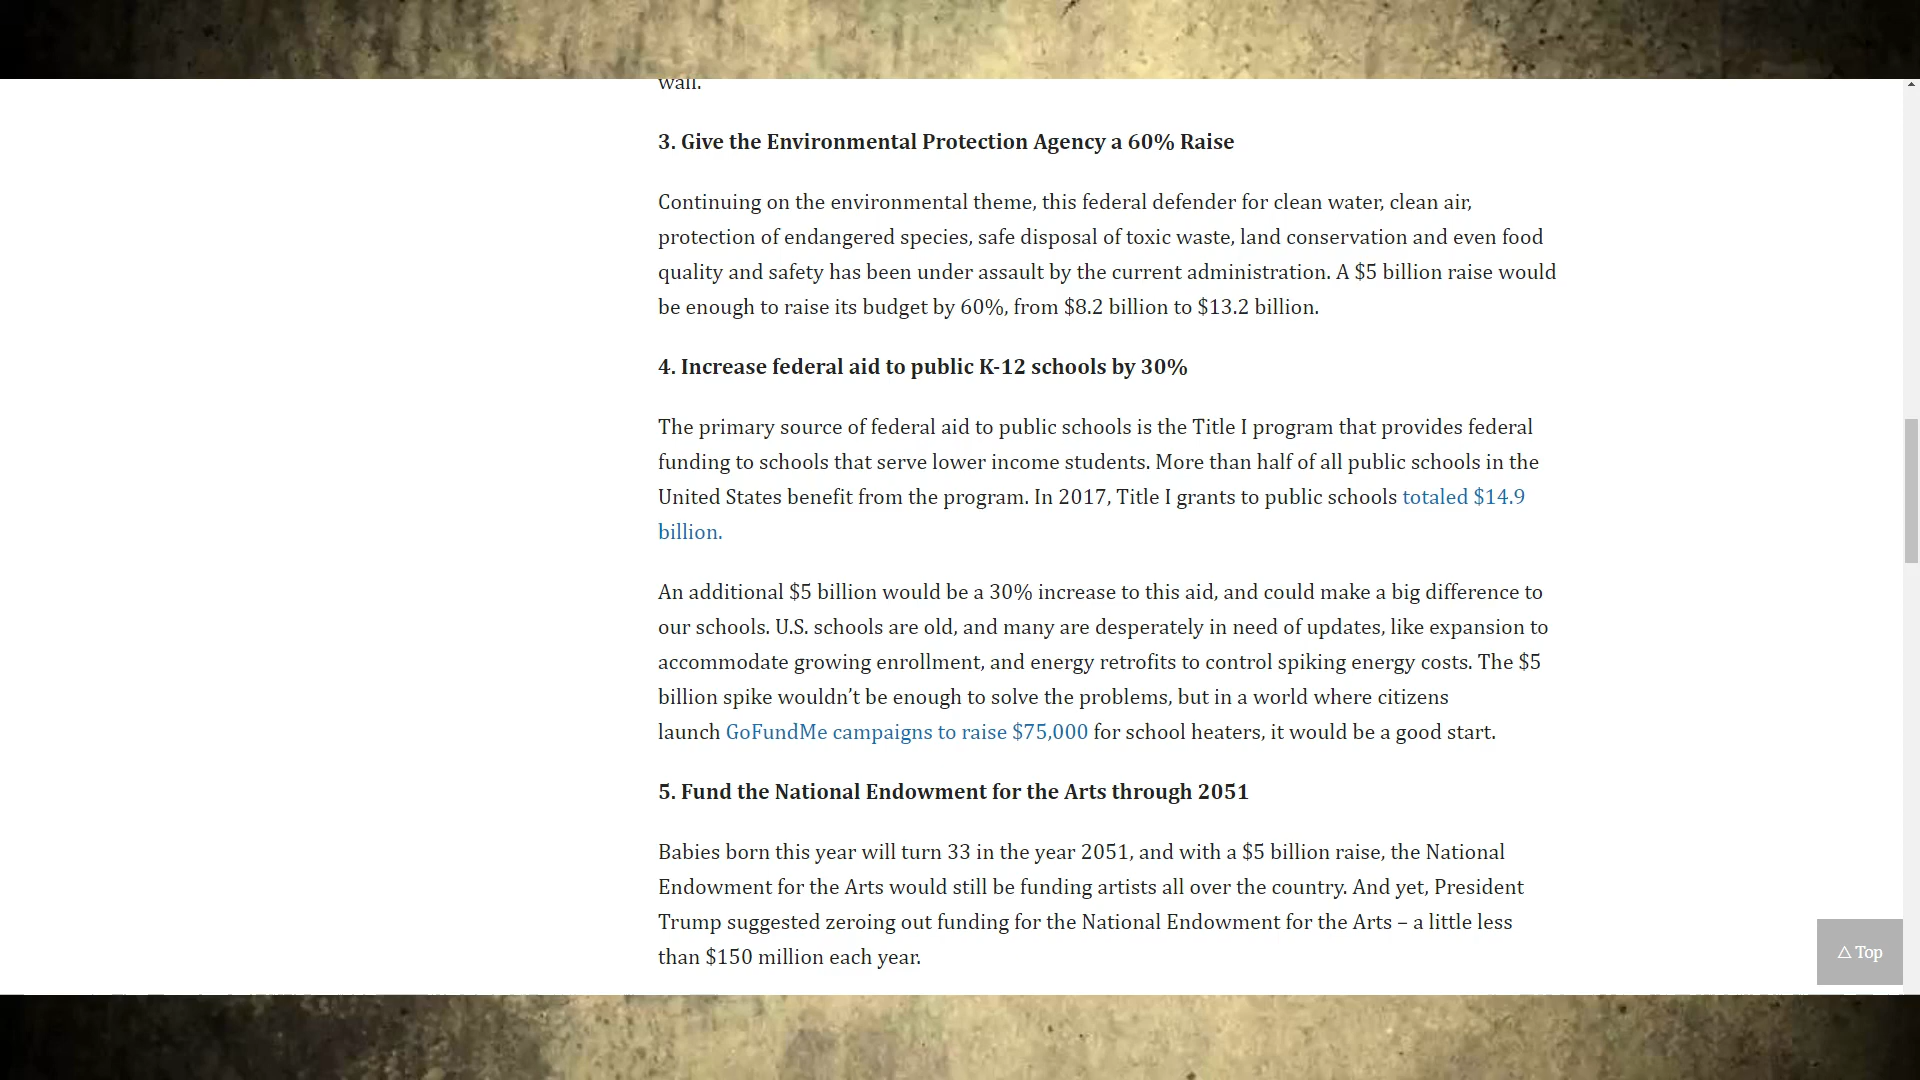 wall.
3. Give the Environmental Protection Agency a 60% Raise
Continuing on the environmental theme, this federal defender for clean water, clean air,
protection of endangered species, safe disposal of toxic waste, land conservation and even food
quality and safety has been under assault by the current administration. A $5 billion raise would
be enough to raise its budget by 60%, from $8.2 billion to $13.2 billion.
4. Increase federal aid to public K-12 schools by 30%
The primary source of federal aid to public schools is the Title I program that provides federal
funding to schools that serve lower income students. More than half of all public schools in the
United States benefit from the program. In 2017, Title I grants to public schools totaled $14.9
billion.
An additional $5 billion would be a 30% increase to this aid, and could make a big difference to
our schools. U.S. schools are old, and many are desperately in need of updates, like expansion to
accommodate growing enrollment, and energy retrofits to control spiking energy costs. The $5
billion spike wouldn’t be enough to solve the problems, but in a world where citizens
launch GoFundMe campaigns to raise $75,000 for school heaters, it would be a good start.
5. Fund the National Endowment for the Arts through 2051
Babies born this year will turn 33 in the year 2051, and with a $5 billion raise, the National
Endowment for the Arts would still be funding artists all over the country. And yet, President
Trump suggested zeroing out funding for the National Endowment for the Arts – a little less
than $150 million each year.
△ Top